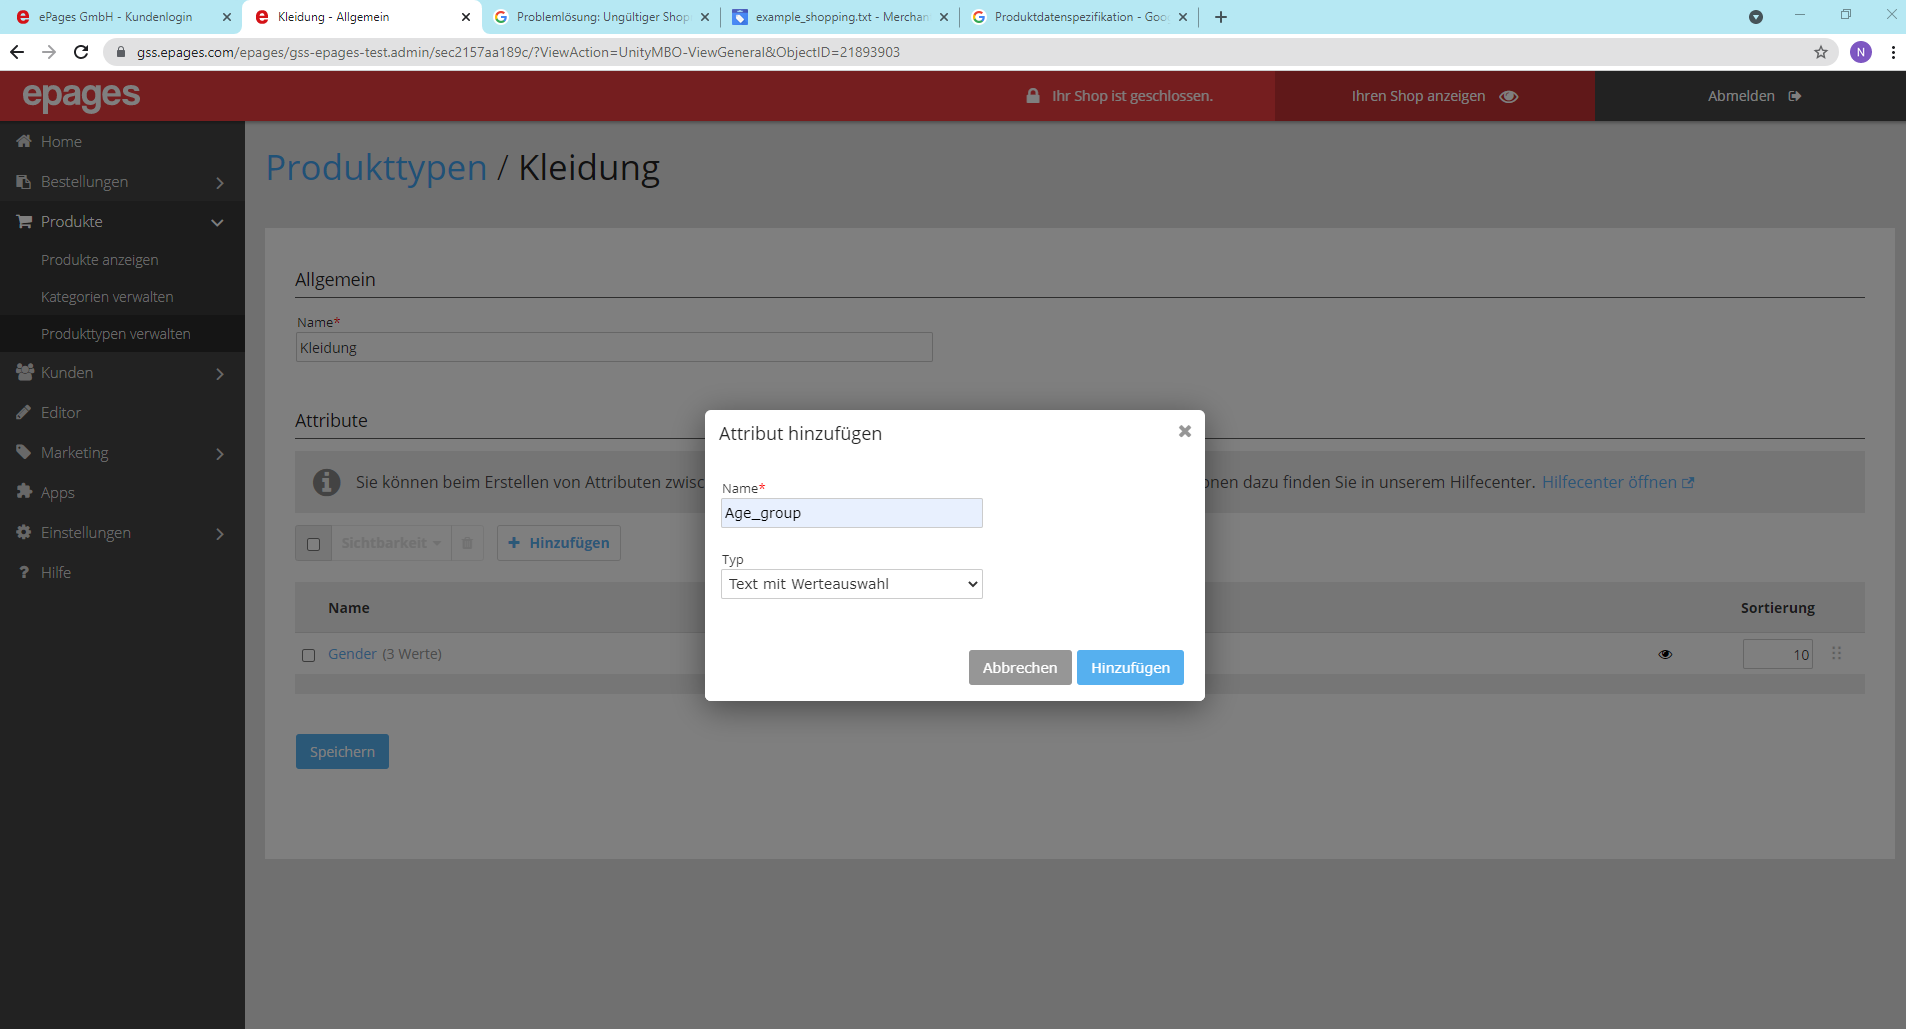 ePages GmbH - Kundenlogin
Kleidung - Allgemein
Problemlösung: Ungültiger Shop
example_shopping.txt - Merchan
Produktdatenspezifikation - Goo
gss.epages.com/epages/gss-epages-test.admin/sec2157aa189c/?ViewAction=UnityMBO-ViewGeneral&ObjectID=21893903
N
epages
Ihr Shop ist geschlossen.
Ihren Shop anzeigen
Abmelden
Home
Bestellungen
Produkte
Produkte anzeigen
Kategorien verwalten
Produkttypen verwalten
Kunden
Editor
Marketing
Apps
Einstellungen
? Hilfe
Produkttypen / Kleidung
Allgemein
Name*
Kleidung
Attribute
Sie können beim Erstellen von Attributen zwisc
onen dazu finden Sie in unserem Hilfecenter. Hilfecenter öffnen
Sichtbarkeit
+ Hinzufügen
Name
Sortierung
Gender (3 Werte)
10
Speichern
Attribut hinzufügen
Name*
Age_group
Typ
Text mit Werteauswahl
Abbrechen
Hinzufügen